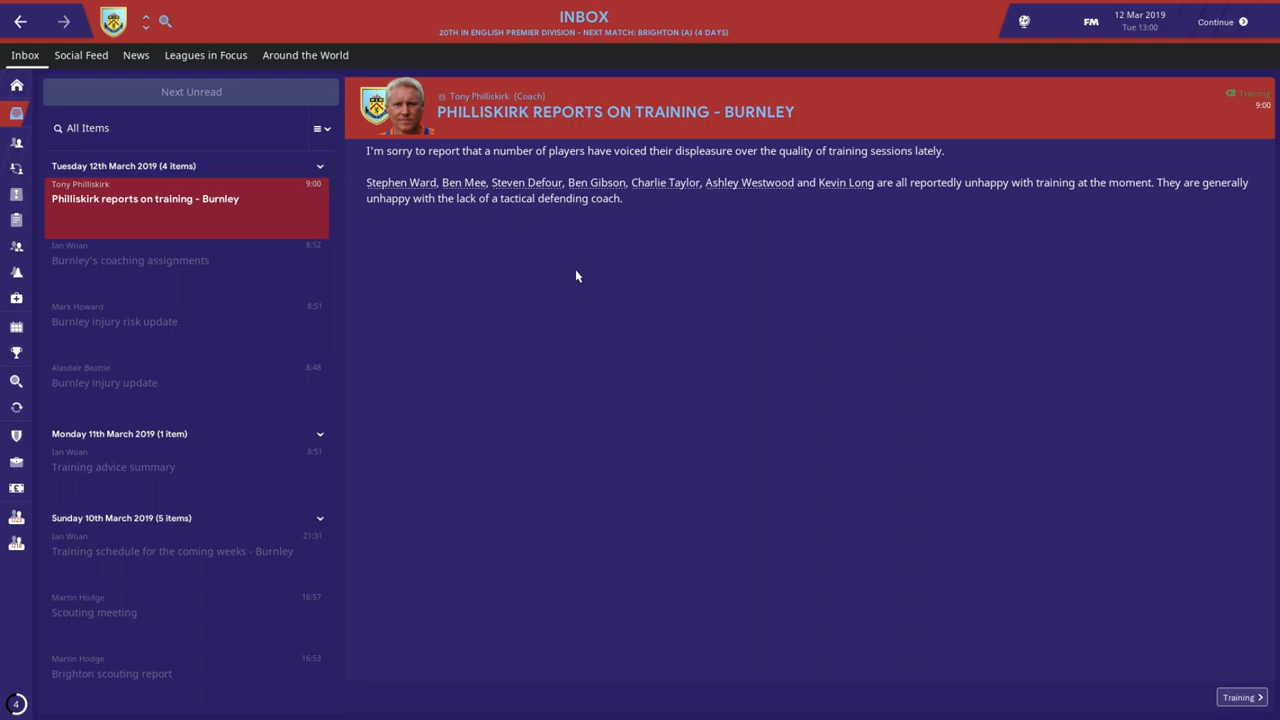 INBOX
20TH IN ENGLISH PREMIER DIVISION - NEXT MATCH: BRIGHTON (A) (4 DAYS)
FM
12 Mar 2019
Tue 13:00
Continue
Inbox
Social Feed
News
Leagues in Focus
Around the World
Next Unread
All Items
Tuesday 12th March 2019 (4 items)
Tony Philliskirk 9:00
Philliskirk reports on training - Burnley
Ian Woan 8:52
Burnley's coaching assignments
Mark Howard 8:51
Burnley injury risk update
Alasdair Beattie 8:48
Burnley injury update
Monday 11th March 2019 (1 item)
Ian Woan 8:51
Training advice summary
Sunday 10th March 2019 (5 items)
Ian Woan 21:31
Training schedule for the coming weeks - Burnley
Martin Hodge 16:57
Scouting meeting
Martin Hodge 16:53
Brighton scouting report
4
Tony Philliskirk (Coach)
PHILLISKIRK REPORTS ON TRAINING - BURNLEY
Training
9:00
I'm sorry to report that a number of players have voiced their displeasure over the quality of training sessions lately.
Stephen Ward, Ben Mee, Steven Defour, Ben Gibson, Charlie Taylor, Ashley Westwood and Kevin Long are all reportedly unhappy with training at the moment. They are generally
unhappy with the lack of a tactical defending coach.
Training